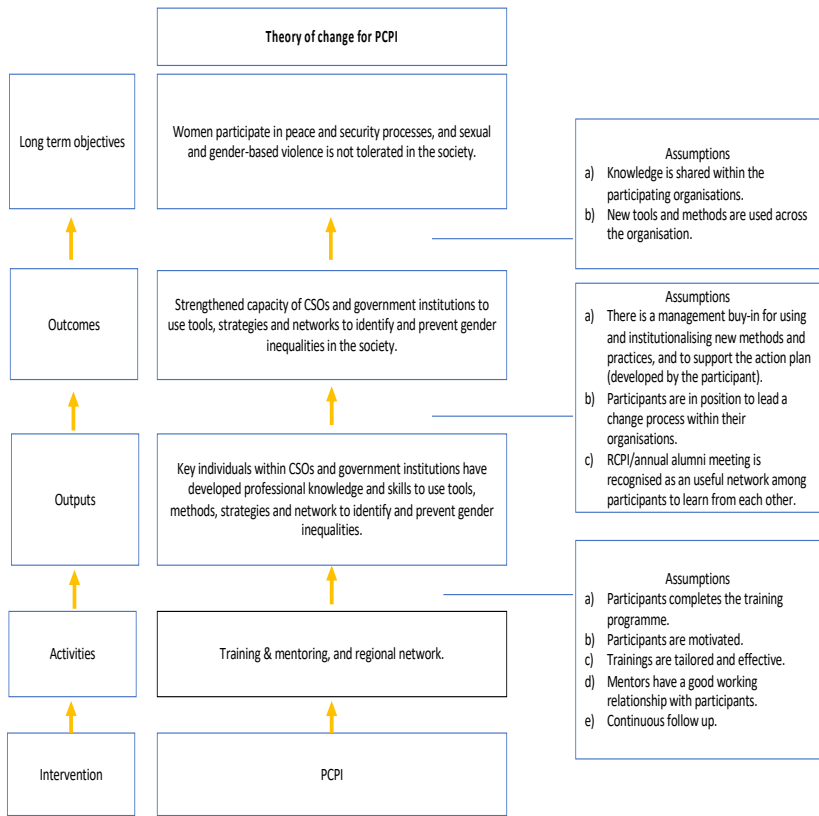 Theory of change for PCPI
Long term objectives
Women participate in peace and security processes, and sexual
and gender-based violence is not tolerated in the society.
Assumptions
a) Knowledge is shared within the
participating organisations.
b) New tools and methods are used across
the organisation.
Outcomes
Strengthened capacity of CSOs and government institutions to
use tools, strategies and networks to identify and prevent gender
inequalities in the society.
Assumptions
a) There is a management buy-in for using
and institutionalising new methods and
practices, and to support the action plan
(developed by the participant).
b) Participants are in position to lead a
change process within their
organisations.
c) RCPI/annual alumni meeting is
recognised as an useful network among
participants to learn from each other.
Outputs
Key individuals within CSOs and government institutions have
developed professional knowledge and skills to use tools,
methods, strategies and network to identify and prevent gender
inequalities.
Assumptions
a) Participants completes the training
programme.
b) Participants are motivated.
c) Trainings are tailored and effective.
d) Mentors have a good working
relationship with participants.
e) Continuous follow up.
Activities
Training & mentoring, and regional network.
Intervention
PCPI